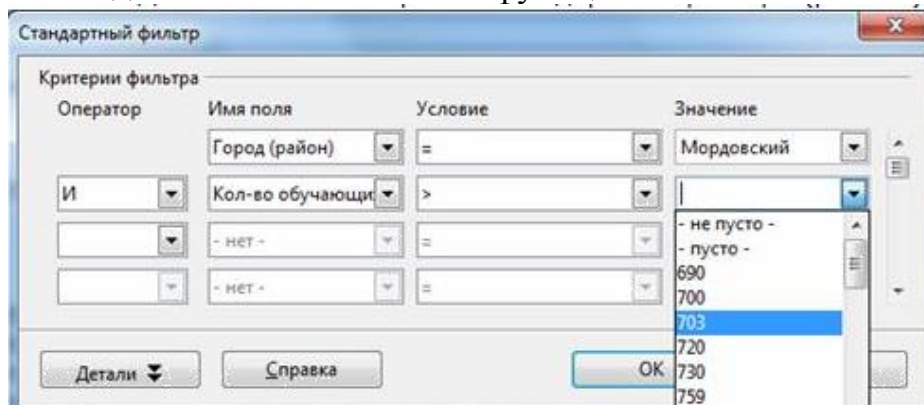 Стандартный фильтр
Критерии фильтра
Оператор Имя поля Условие Значение
Город (район) = Мордовский
И Кол-во обучающи >
- не пусто -
- нет - = - пусто -
690
- нет - = 700
703
720
Детали Справка ОК 730
759